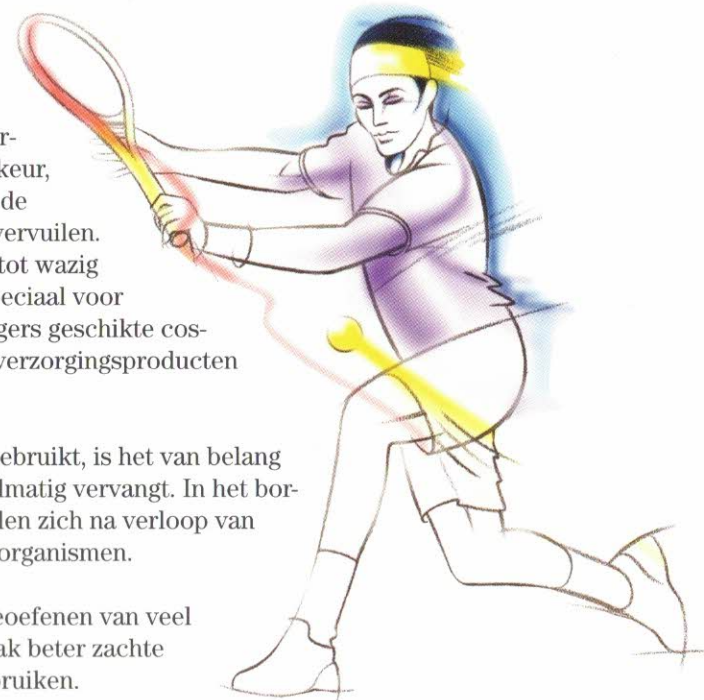 r-
keur,
de
vervuilen.
tot wazig
eciaal voor
gers geschikte cos-
verzorgingsproducten
ebruikt, is het van belang
lmatig vervangt. In het bor-
len zich na verloop van
organismen.
eoefenen van veel
ak beter zachte
ruiken.